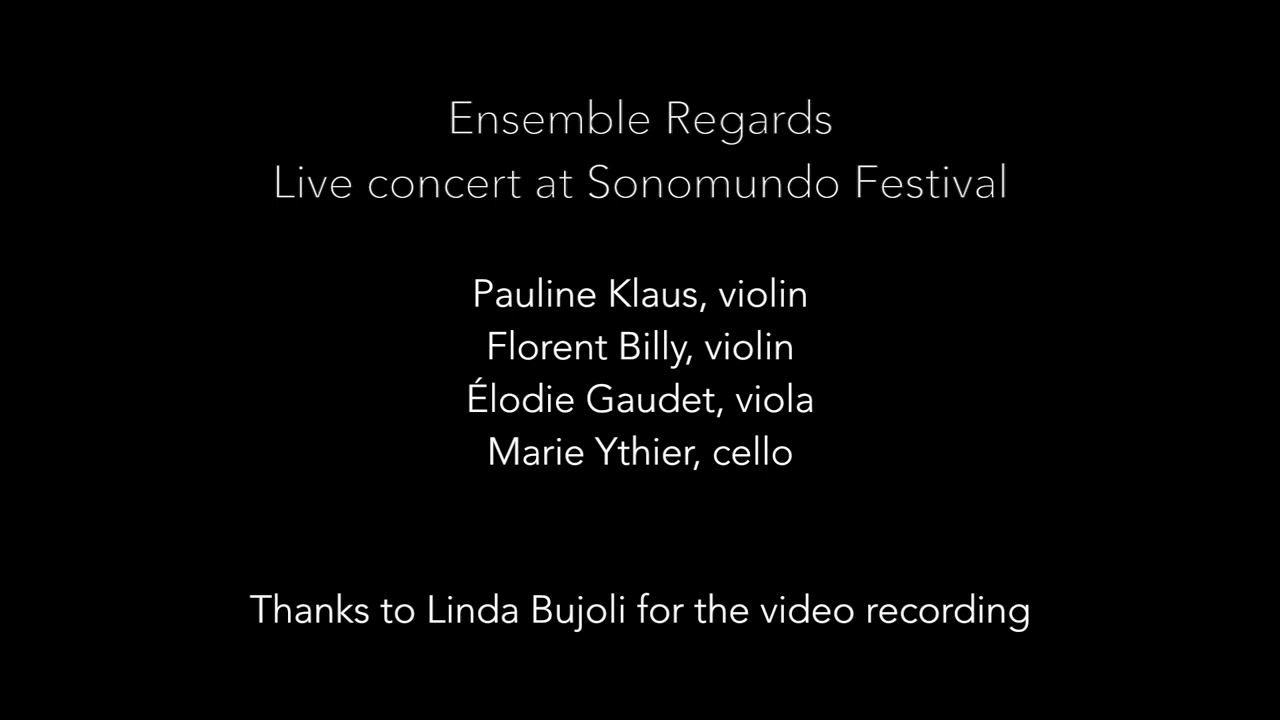 Ensemble Regards
Live concert at Sonomundo Festival
Pauline Klaus, violin
Florent Billy, violin
Élodie Gaudet, viola
Marie Ythier, cello
Thanks to Linda Bujoli for the video recording